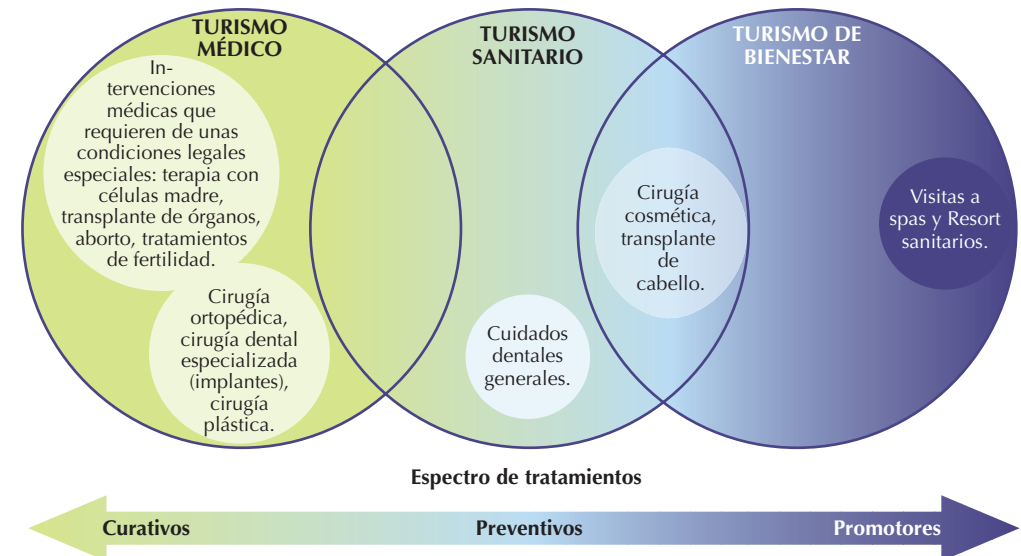 TURISMO
MÉDICO
In-
tervenciones
médicas que
requieren de unas
condiciones legales
especiales: terapia con
células madre,
transplante de órganos,
aborto, tratamientos
de fertilidad.
Cirugía
ortopédica,
cirugía dental
especializada
(implantes),
cirugía
plástica.
TURISMO
SANITARIO
Cuidados
dentales
generales.
Cirugía
cosmética,
transplante
de
cabello.
TURISMO DE
BIENESTAR
Visitas a
spas y Resort
sanitarios.
Espectro de tratamientos
Curativos
Preventivos
Promotores